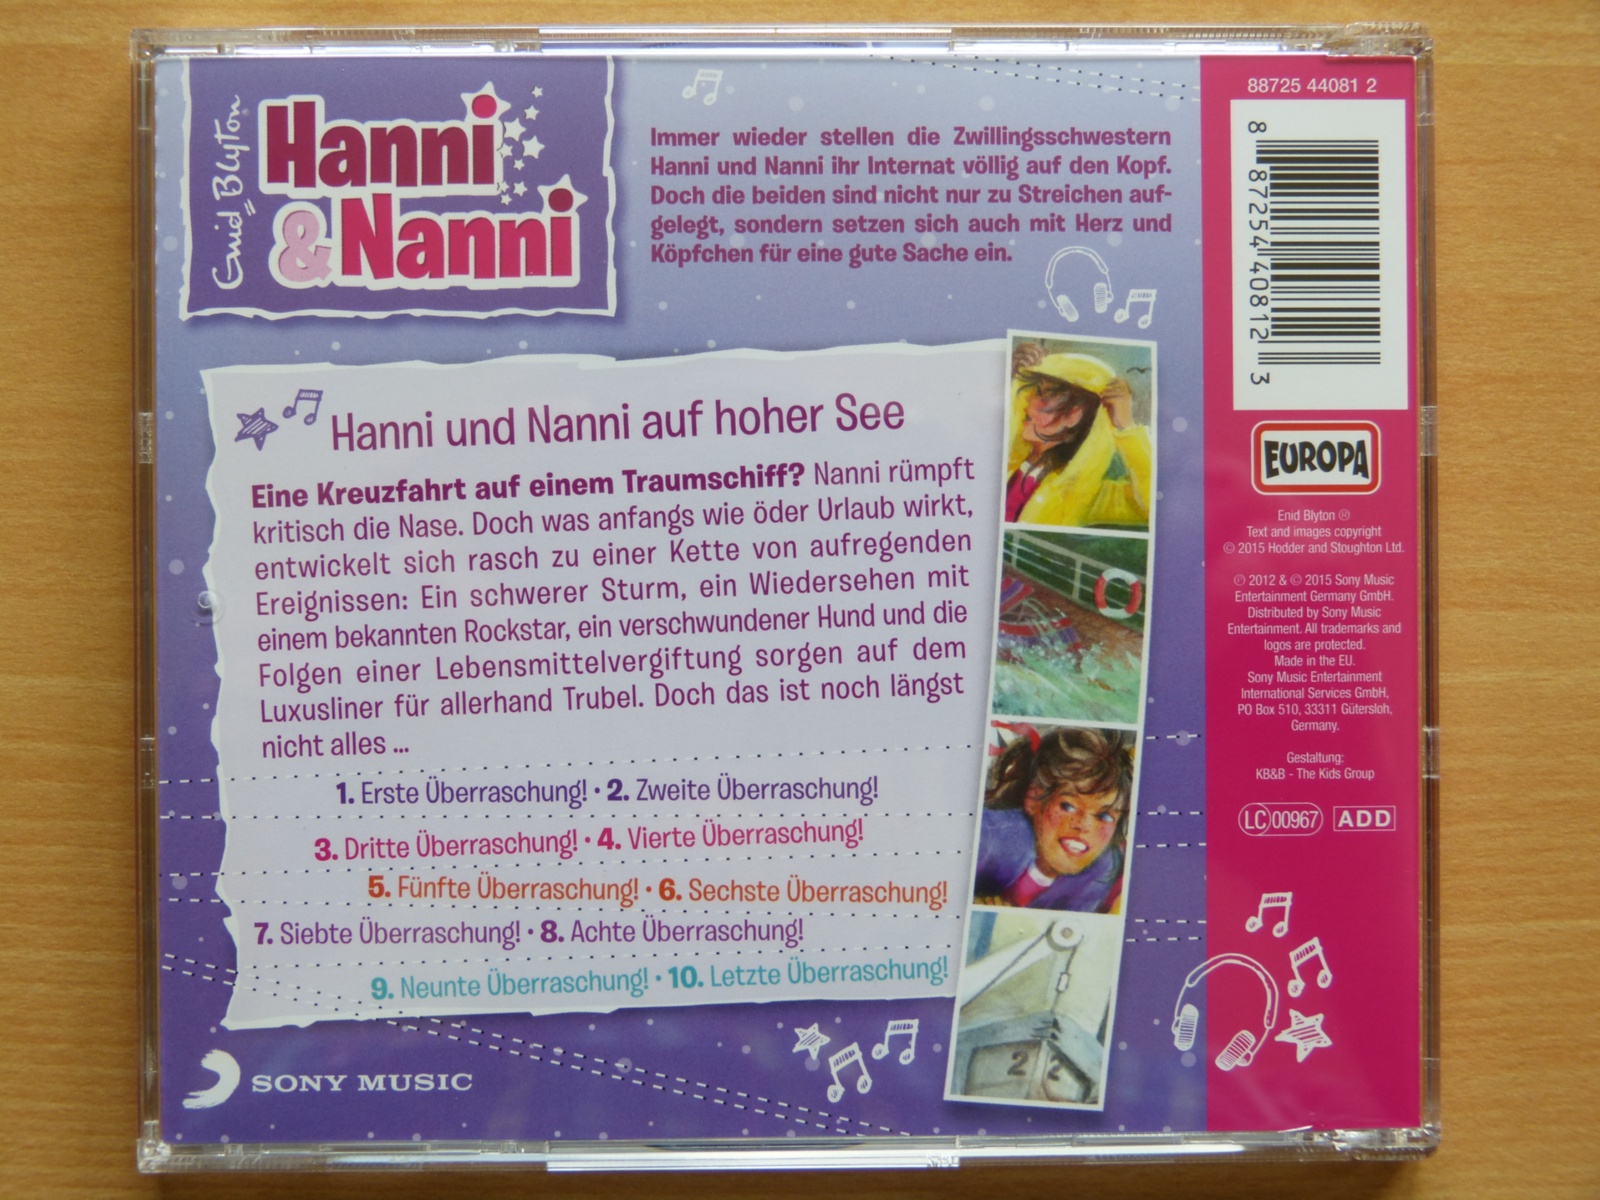 Enid Blyton
Hanni
& Nanni
Immer wieder stellen die Zwillingsschwestern
Hanni und Nanni ihr Internat völlig auf den Kopf.
Doch die beiden sind nicht nur zu Streichen auf-
gelegt, sondern setzen sich auch mit Herz und
Köpfchen für eine gute Sache ein.
Hanni und Nanni auf hoher See
Eine Kreuzfahrt auf einem Traumschiff? Nanni rümpft
kritisch die Nase. Doch was anfangs wie öder Urlaub wirkt,
entwickelt sich rasch zu einer Kette von aufregenden
Ereignissen: Ein schwerer Sturm, ein Wiedersehen mit
einem bekannten Rockstar, ein verschwundener Hund und die
Folgen einer Lebensmittelvergiftung sorgen auf dem
Luxusliner für allerhand Trubel. Doch das ist noch längst
nicht alles ...
1. Erste Überraschung! • 2. Zweite Überraschung!
3. Dritte Überraschung! • 4. Vierte Überraschung!
5. Fünfte Überraschung! • 6. Sechste Überraschung!
7. Siebte Überraschung! • 8. Achte Überraschung!
9. Neunte Überraschung! • 10. Letzte Überraschung!
SONY MUSIC
22
88725 44081 2
8 87254 40812 3
EUROPA
Enid Blyton ®
Text and images copyright
© 2015 Hodder and Stoughton Ltd.
℗ 2012 & © 2015 Sony Music
Entertainment Germany GmbH.
Distributed by Sony Music
Entertainment. All trademarks and
logos are protected.
Made in the EU.
Sony Music Entertainment
International Services GmbH,
PO Box 510, 33311 Gütersloh,
Germany.
Gestaltung:
KB&B - The Kids Group
LC 00967 ADD